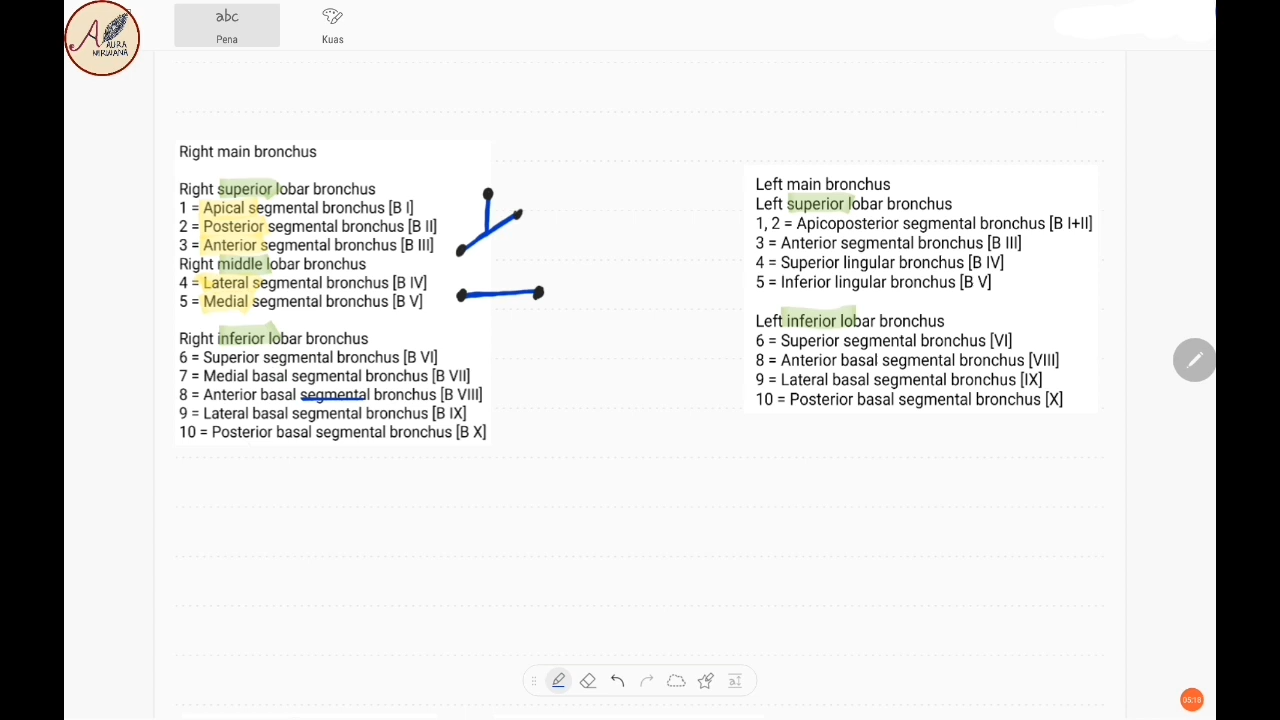 AURA
NIRWANA
abc
Pena
Kuas
Right main bronchus
Right superior lobar bronchus
1 = Apical segmental bronchus [B I]
2 = Posterior segmental bronchus [B II]
3 = Anterior segmental bronchus [B III]
Right middle lobar bronchus
4 = Lateral segmental bronchus [B IV]
5 = Medial segmental bronchus [B V]
Right inferior lobar bronchus
6 = Superior segmental bronchus [B VI]
7 = Medial basal segmental bronchus [B VII]
8 = Anterior basal segmental bronchus [B VIII]
9 = Lateral basal segmental bronchus [B IX]
10 = Posterior basal segmental bronchus [B X]
Left main bronchus
Left superior lobar bronchus
1, 2 = Apicoposterior segmental bronchus [B I+II]
3 = Anterior segmental bronchus [B III]
4 = Superior lingular bronchus [B IV]
5 = Inferior lingular bronchus [B V]
Left inferior lobar bronchus
6 = Superior segmental bronchus [VI]
8 = Anterior basal segmental bronchus [VIII]
9 = Lateral basal segmental bronchus [IX]
10 = Posterior basal segmental bronchus [X]
05:18